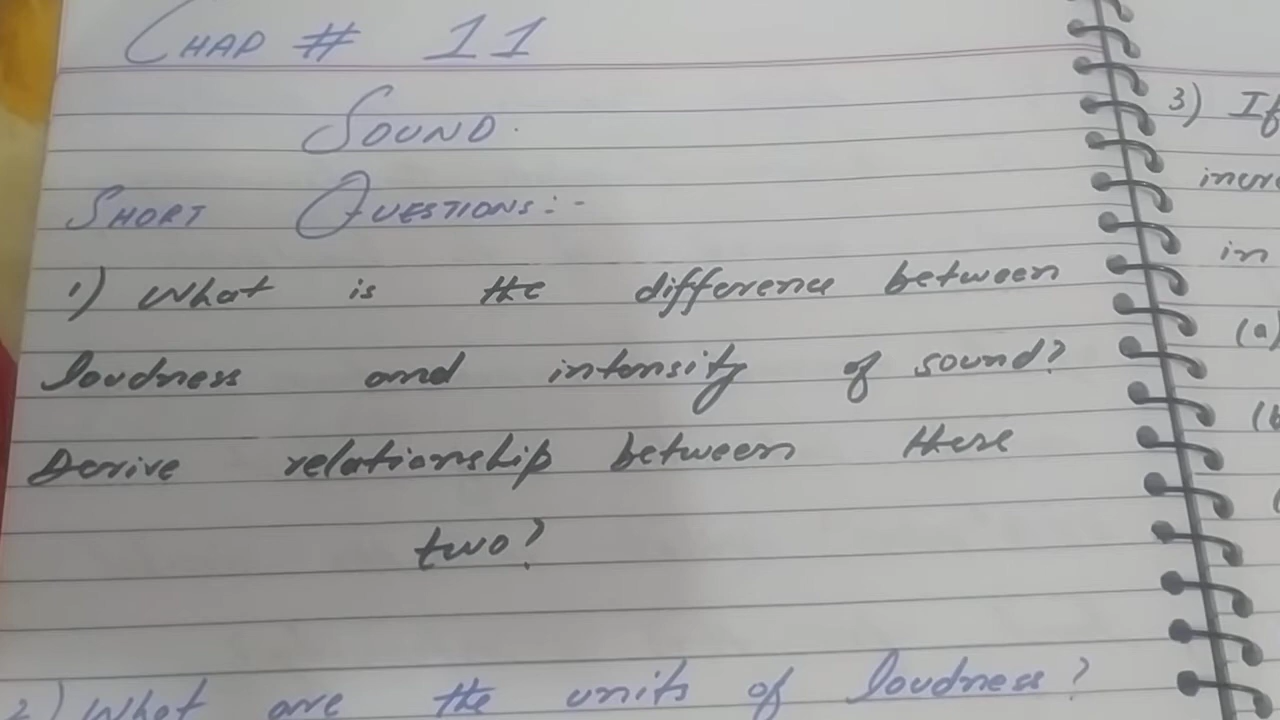 CHAP # 11
SOUND.
SHORT QUESTIONS:-
1) What is the difference between
loudness and intensity of sound?
Derive relationship between these
two?
2) What are the units of loudness?
3) If
in
(a)